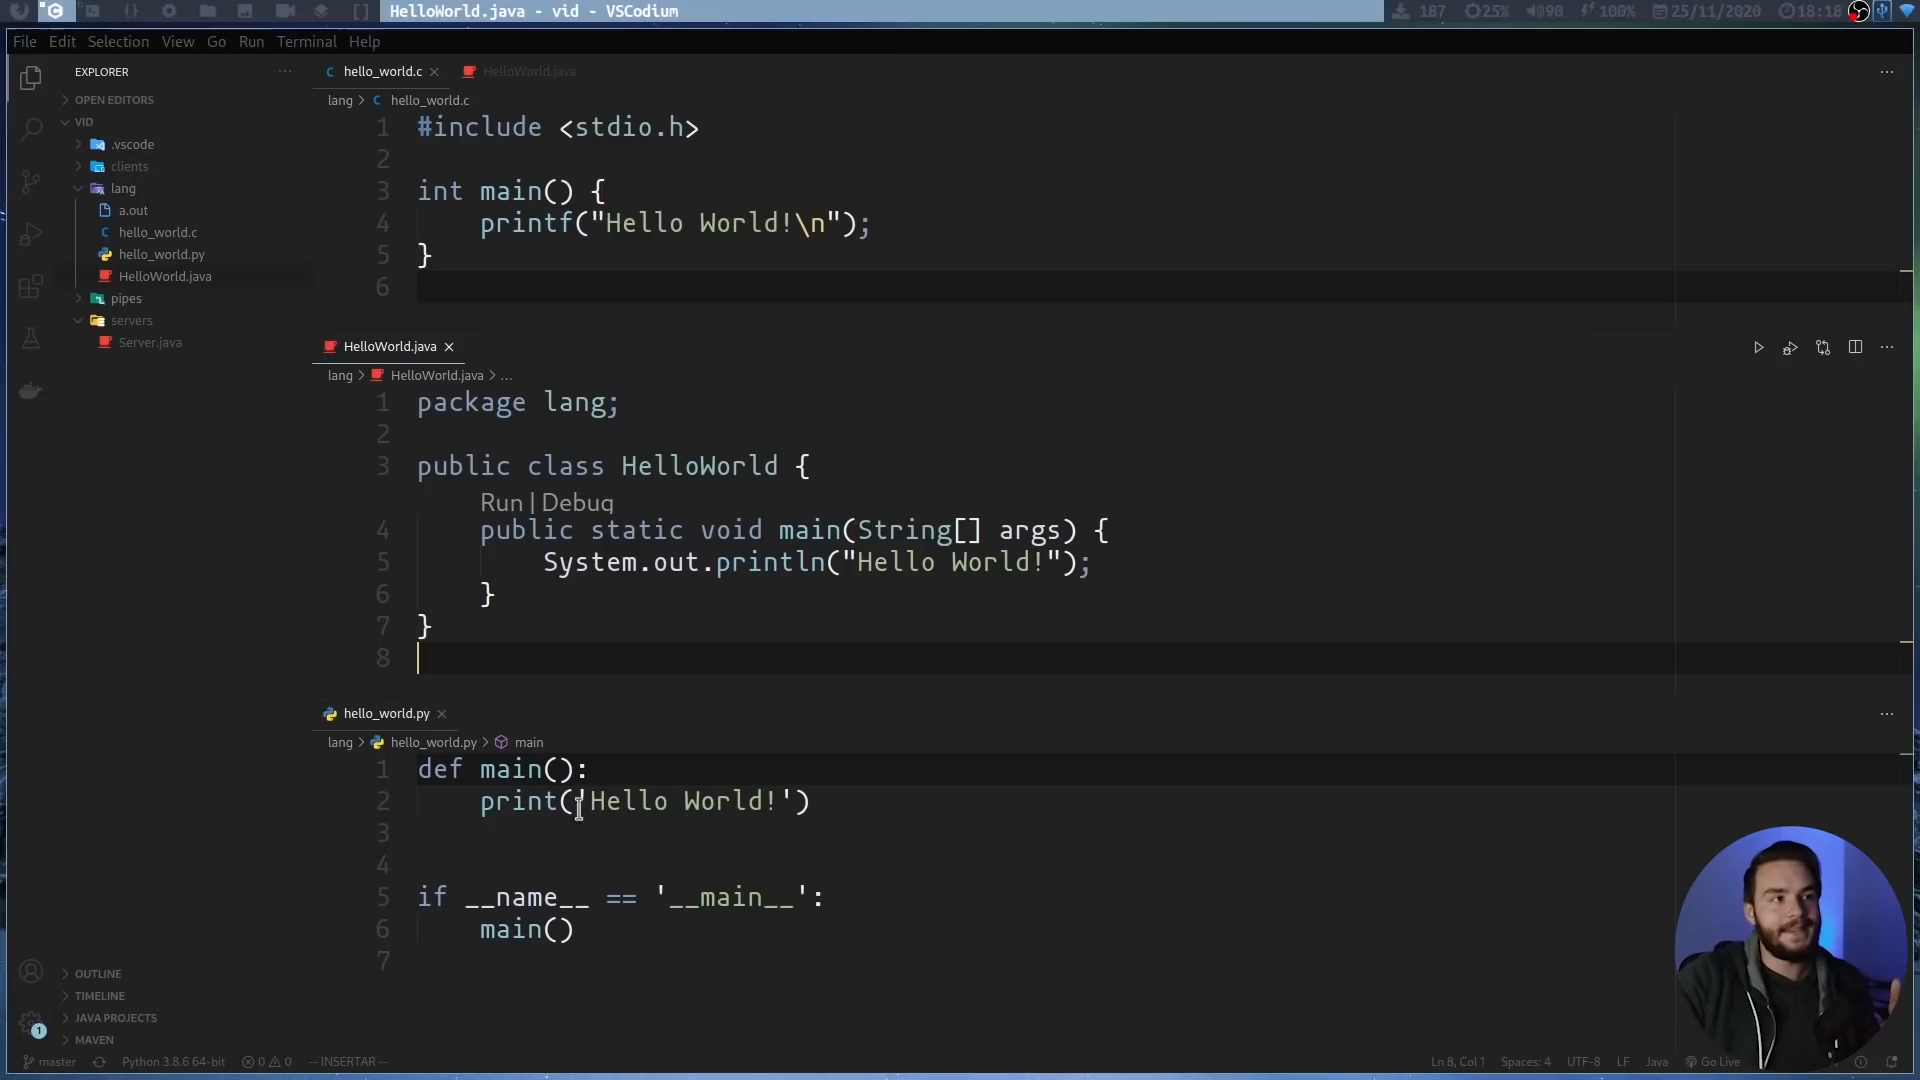 HelloWorld.java - vid - VSCodium
187 25% 90 100% 25/11/2020 18:18
File Edit Selection View Go Run Terminal Help
EXPLORER
OPEN EDITORS
VID
.vscode
clients
lang
a.out
hello_world.c
hello_world.py
HelloWorld.java
pipes
servers
Server.java
OUTLINE
TIMELINE
JAVA PROJECTS
MAVEN
hello_world.c HelloWorld.java
lang > hello_world.c
1 #include <stdio.h>
2
3 int main() {
4 printf("Hello World!\n");
5 }
6
HelloWorld.java
lang > HelloWorld.java > ...
1 package lang;
2
3 public class HelloWorld {
Run | Debug
4 public static void main(String[] args) {
5 System.out.println("Hello World!");
6 }
7 }
8
hello_world.py
lang > hello_world.py > main
1 def main():
2 print('Hello World!')
3
4
5 if __name__ == '__main__':
6 main()
7
1
master Python 3.8.6 64-bit 0 0 -- INSERTAR -- Ln 8, Col 1 Spaces: 4 UTF-8 LF Java Go Live